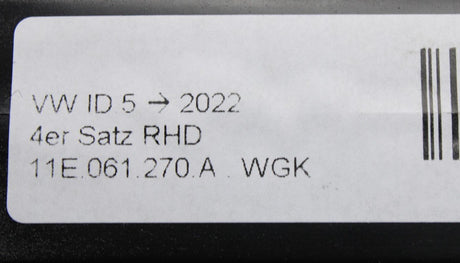 VW ID 5 → 2022
4er Satz RHD
11E.061.270.A . WGK